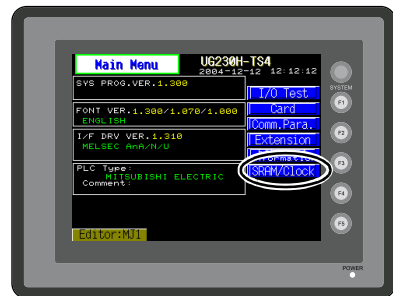 Main Menu
UG230H-TS4
2004-12-12 12:12:12
SYS PROG.VER.1.300
I/O Test
FONT VER.1.300/1.070/1.000
ENGLISH
Card
Comm.Para.
I/F DRV VER.1.310
MELSEC AnA/N/U
Extension
Informatio
PLC Type:
MITSUBISHI ELECTRIC
Comment:
SRAM/Clock
Editor:MJ1
SYSTEM
F1
F2
F3
F4
F5
POWER